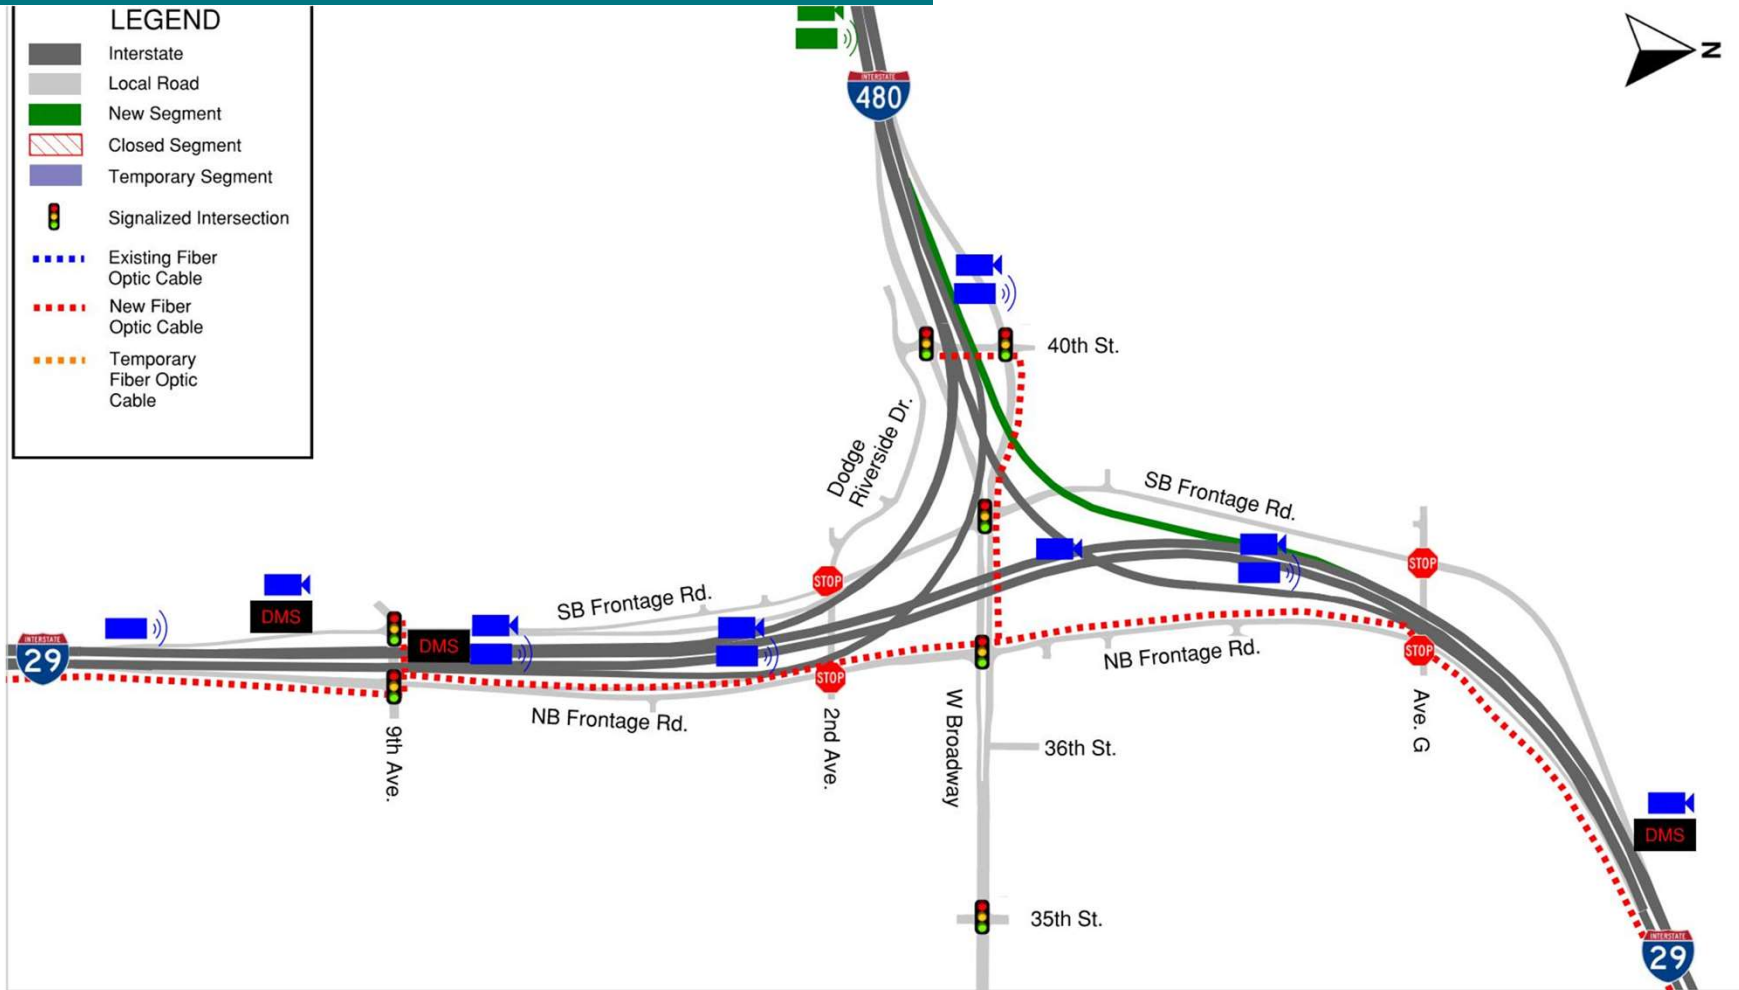 LEGEND
Interstate
Local Road
New Segment
Closed Segment
Temporary Segment
Signalized Intersection
Existing Fiber
Optic Cable
New Fiber
Optic Cable
Temporary
Fiber Optic
Cable
INTERSTATE
480
N
40th St.
Dodge
Riverside Dr.
SB Frontage Rd.
STOP
STOP
SB Frontage Rd.
DMS
DMS
INTERSTATE
29
STOP
STOP
NB Frontage Rd.
NB Frontage Rd.
9th Ave.
2nd Ave.
W Broadway
36th St.
Ave. G
DMS
35th St.
INTERSTATE
29